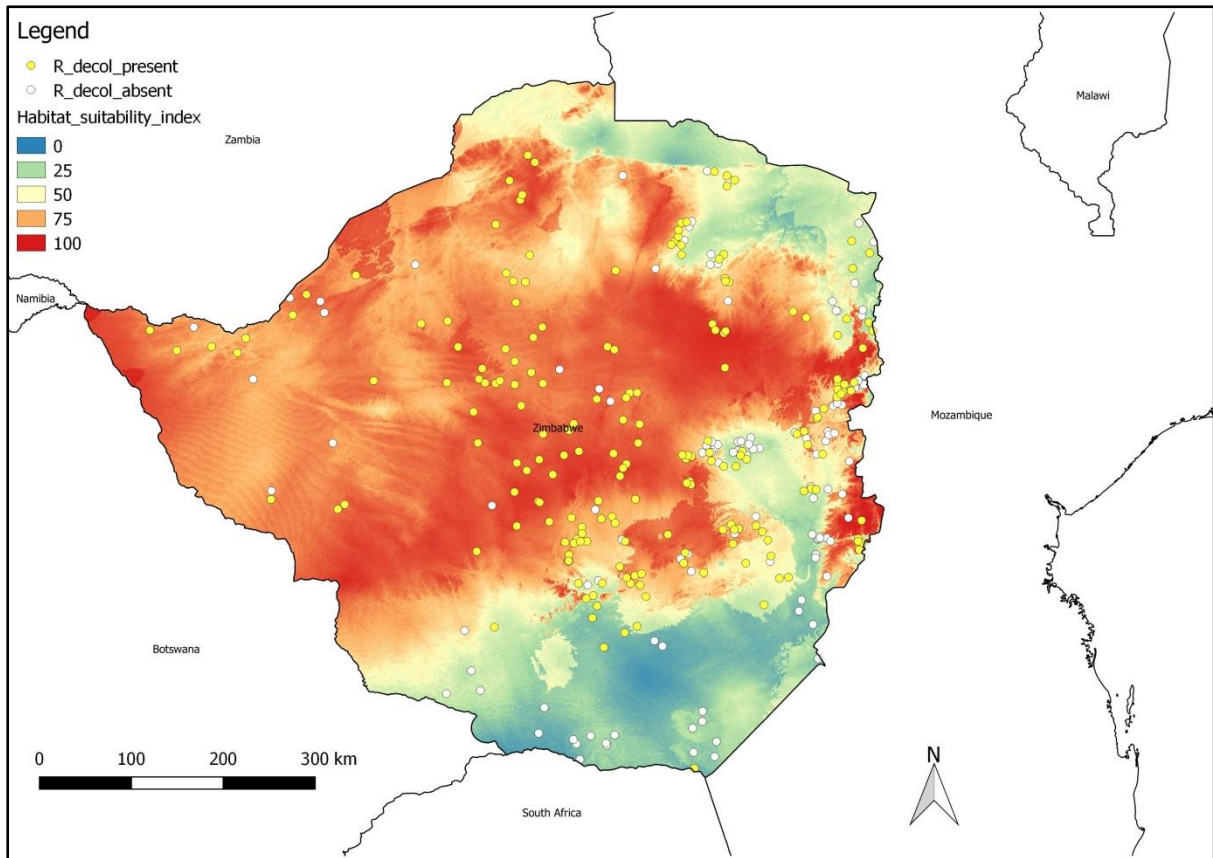 Legend
R_decol_present
R_decol_absent
Habitat_suitability_index
0
25
50
75
100
Zambia
Malawi
Namibia
Zimbabwe
Mozambique
Botswana
South Africa
0 100 200 300 km
N